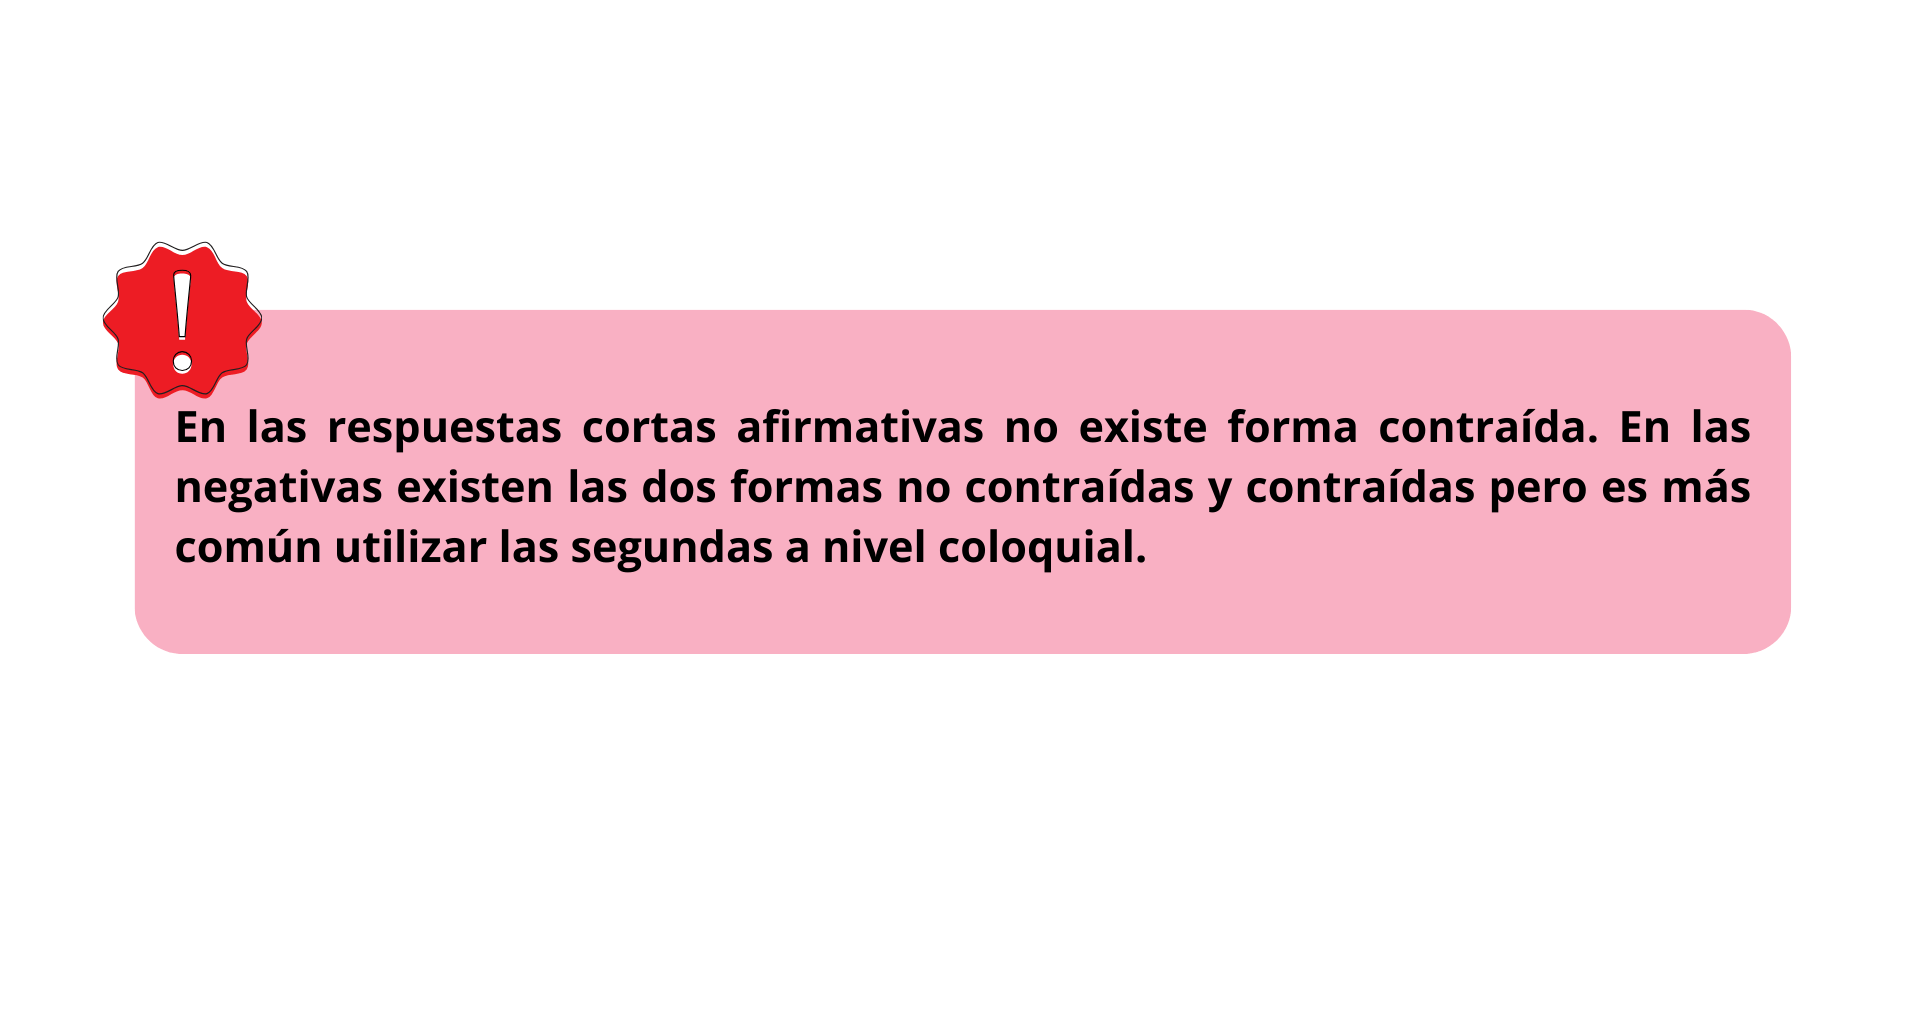 En las respuestas cortas afirmativas no existe forma contraída. En las
negativas existen las dos formas no contraídas y contraídas pero es más
común utilizar las segundas a nivel coloquial.